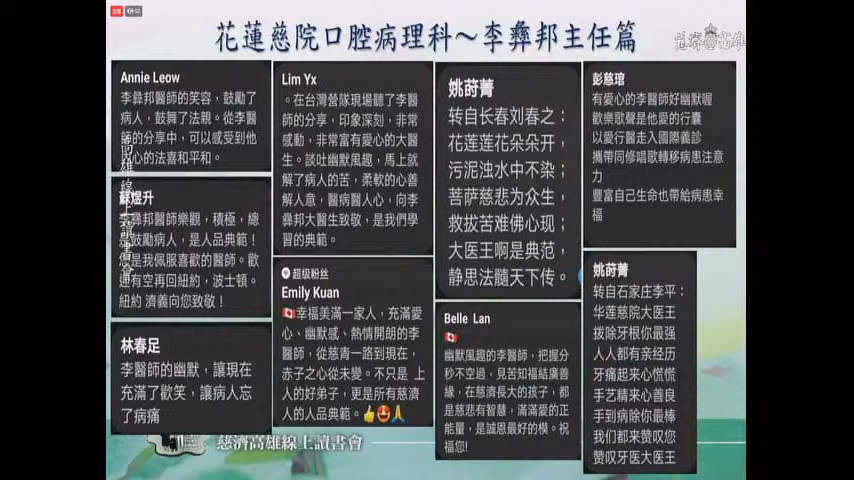 花蓮慈院口腔病理科～李彝邦主任篇
Annie Leow
李彝邦醫師的笑容，鼓勵了
病人，鼓舞了法親。從李醫
師的分享中，可以感受到他
心的法喜和平和。
蘇煜升
李彝邦醫師樂觀，積極，總
鼓勵病人，是人品典範！
是我佩服喜歡的醫師。歡
迎有空再回紐約，波士頓。
紐約 濟義向您致敬！
林春足
李醫師的幽默，讓現在
充滿了歡笑，讓病人忘
了病痛
Lim Yx
。在台灣營隊現場聽了李醫
師的分享，印象深刻，非常
感動，非常富有愛心的大醫
生。談吐幽默風趣，馬上就
解了病人的苦，柔軟的心善
解人意，醫病醫人心，向李
彝邦大醫生致敬，是我們學
習的典範。
超级粉丝
Emily Kuan
🇨🇦幸福美滿一家人，充滿愛
心、幽默感、熱情開朗的李
醫師，從慈青一路到現在，
赤子之心從未變。不只是 上
人的好弟子，更是所有慈濟
人的人品典範。👍😍🙏
姚莳菁
转自长春刘春之：
花莲莲花朵朵开，
污泥浊水中不染；
菩萨慈悲为众生，
救拔苦难佛心现；
大医王啊是典范，
静思法髓天下传。
Belle Lan
🇨🇦
幽默風趣的李醫師，把握分
秒不空過，見苦知福結廣善
緣，在慈濟長大的孩子，都
是慈悲有智慧，滿滿愛的正
能量，是誠恩最好的模。祝
福您!
彭慈瑄
有愛心的李醫師好幽默喔
歡樂歌聲是他愛的行囊
以愛行醫走入國際義診
攜帶同修唱歌轉移病患注意
力
豐富自己生命也帶給病患幸
福
姚莳菁
转自石家庄李平：
华莲慈院大医王
拨除牙根你最强
人人都有亲经历
牙痛起来心慌慌
手艺精来心善良
手到病除你最棒
我们都来赞叹您
赞叹牙医大医王
慈濟高雄線上讀書會